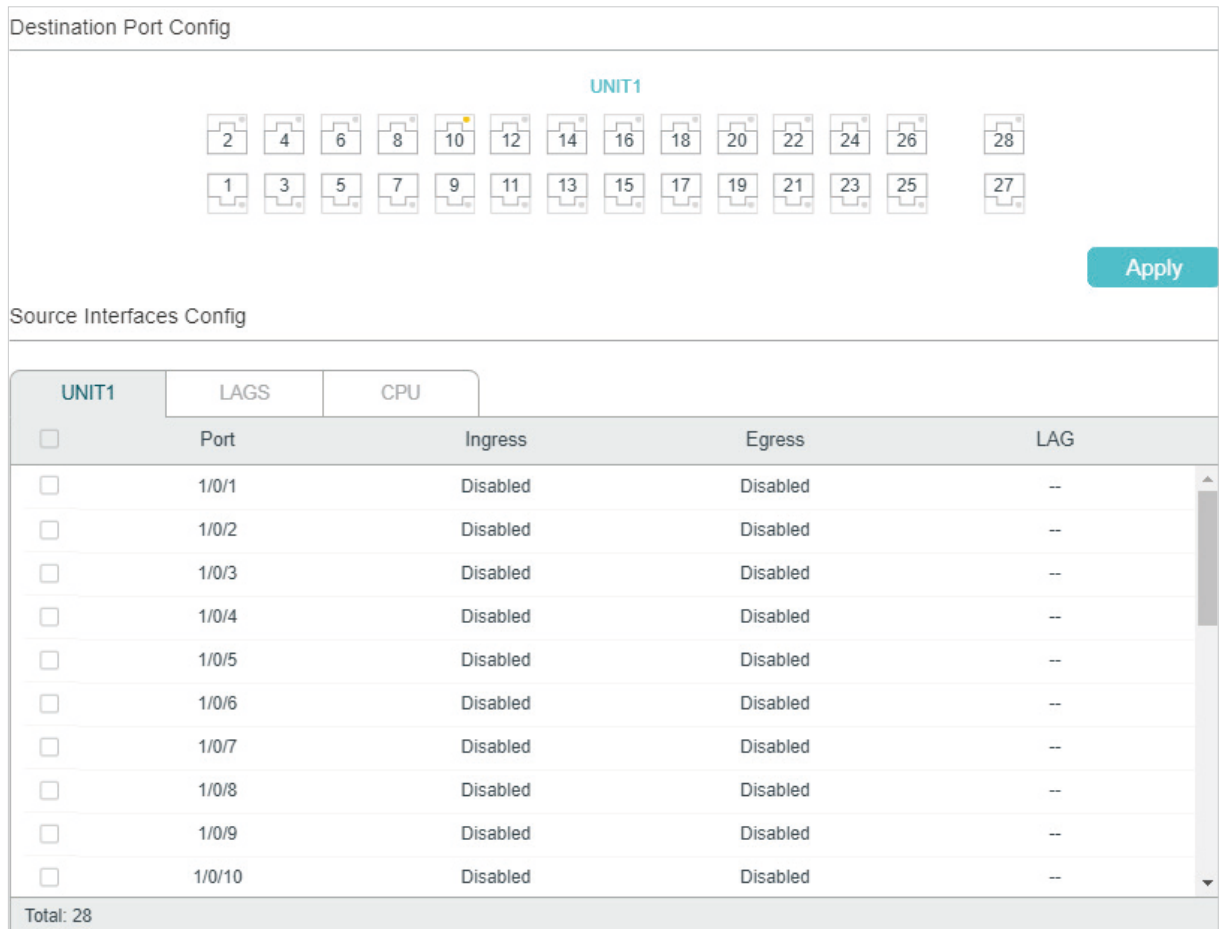 Destination Port Config
UNIT1
2 4 6 8 10 12 14 16 18 20 22 24 26 28
1 3 5 7 9 11 13 15 17 19 21 23 25 27
Apply
Source Interfaces Config
UNIT1 LAGS CPU
Port Ingress Egress LAG
1/0/1 Disabled Disabled --
1/0/2 Disabled Disabled --
1/0/3 Disabled Disabled --
1/0/4 Disabled Disabled --
1/0/5 Disabled Disabled --
1/0/6 Disabled Disabled --
1/0/7 Disabled Disabled --
1/0/8 Disabled Disabled --
1/0/9 Disabled Disabled --
1/0/10 Disabled Disabled --
Total: 28